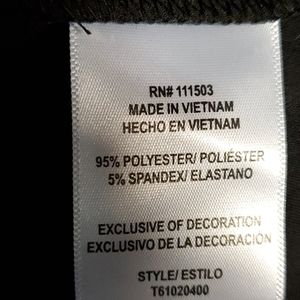 RN# 111503
MADE IN VIETNAM
HECHO EN VIETNAM
95% POLYESTER/ POLIÉSTER
5% SPANDEX/ ELASTANO
EXCLUSIVE OF DECORATION
EXCLUSIVO DE LA DECORACIÓN
STYLE/ ESTILO
T61020400